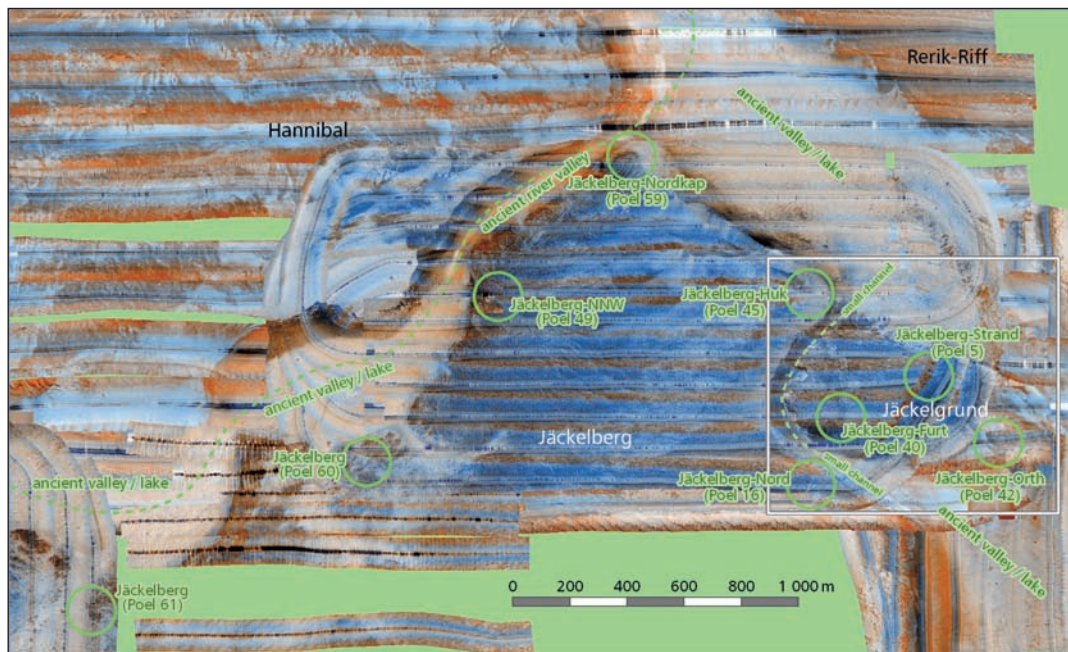 Rerik-Riff
Hannibal
ancient valley / lake
ancient river valley
Jäckelberg-Nordkap
(Poel 59)
small channel
Jäckelberg-NNW
(Poel 49)
Jäckelberg-Huk
(Poel 45)
Jäckelberg-Strand
(Poel 5)
ancient valley / lake
Jäckelberg
Jäckelgrund
Jäckelberg-Furt
(Poel 40)
Jäckelberg
(Poel 60)
small channel
Jäckelberg-Nord
(Poel 16)
Jäckelberg-Orth
(Poel 42)
ancient valley / lake
ancient valley / lake
Jäckelberg
(Poel 61)
0 200 400 600 800 1 000 m